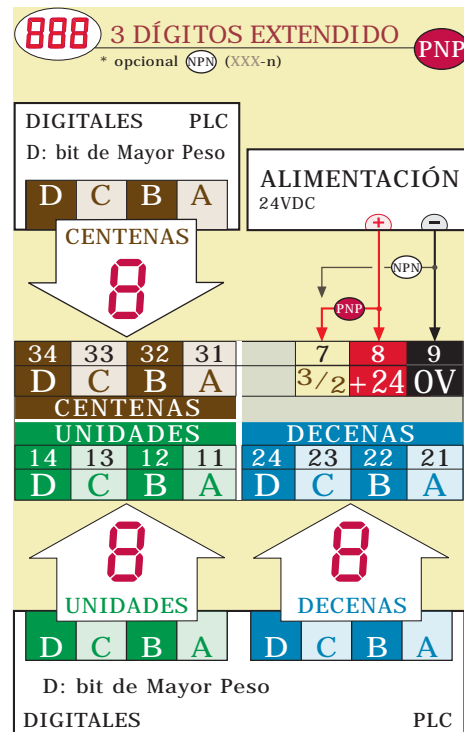 888 3 DÍGITOS EXTENDIDO PNP
* opcional NPN (XXX-n)
DIGITALES PLC
D: bit de Mayor Peso
D C B A
CENTENAS
8
ALIMENTACIÓN
24VDC
+ −
NPN
PNP
34 33 32 31 7 8 9
D C B A 3/2 +24 0V
CENTENAS
UNIDADES DECENAS
14 13 12 11 24 23 22 21
D C B A D C B A
8 8
UNIDADES DECENAS
D C B A D C B A
D: bit de Mayor Peso
DIGITALES PLC